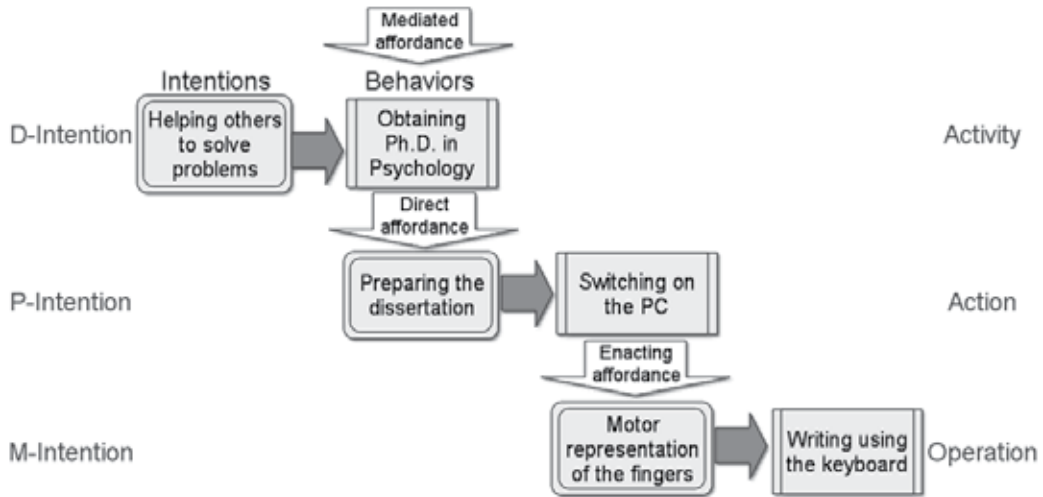 Mediated
affordance
Intentions
Behaviors
D-Intention
Helping others
to solve
problems
Obtaining
Ph.D. in
Psychology
Activity
Direct
affordance
P-Intention
Preparing the
dissertation
Switching on
the PC
Action
Enacting
affordance
M-Intention
Motor
representation
of the fingers
Writing using
the keyboard
Operation